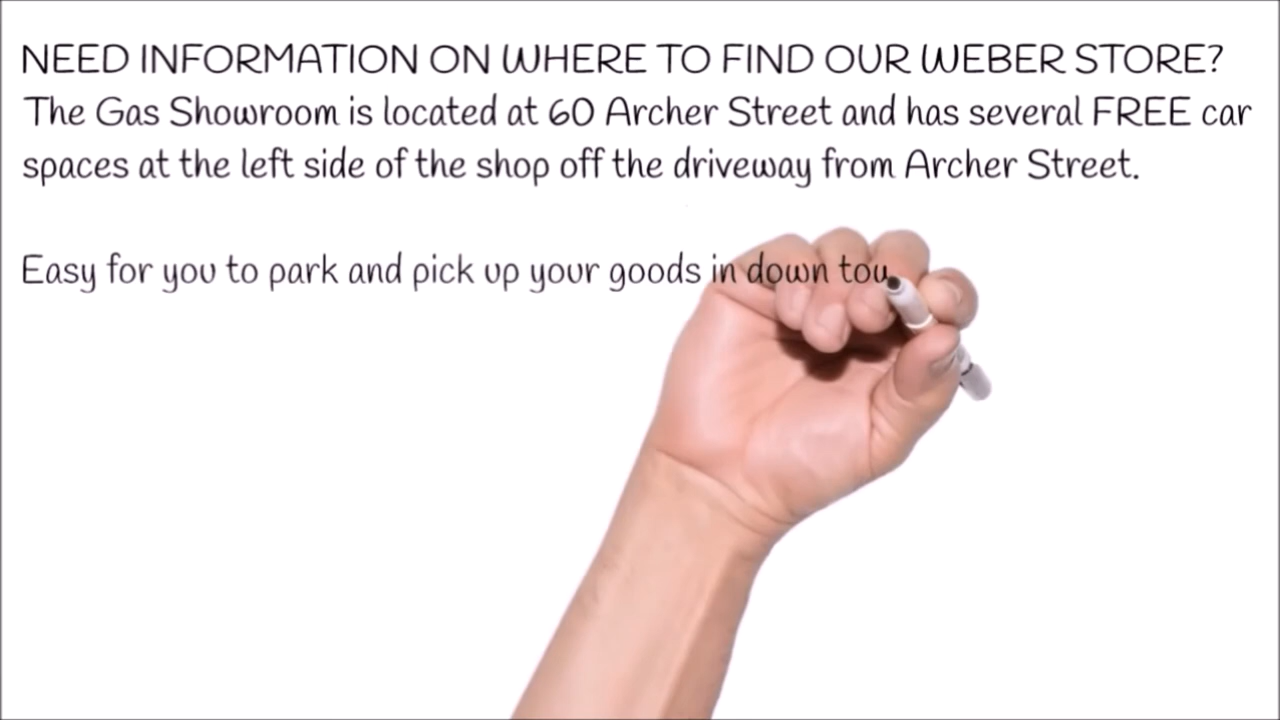 NEED INFORMATION ON WHERE TO FIND OUR WEBER STORE?
The Gas Showroom is located at 60 Archer Street and has several FREE car
spaces at the left side of the shop off the driveway from Archer Street.
Easy for you to park and pick up your goods in down tou